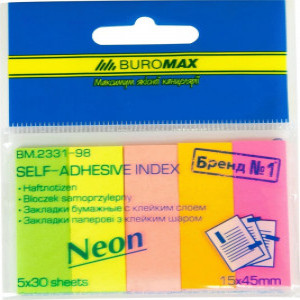 BUROMAX
Максимум якісної канцелярії
BM.2331-98
SELF-ADHESIVE INDEX
Бренд №1
• Haftnotizen
• Bloczek samoprzylepny
• Закладки бумажные с клейким слоем
• Закладки паперові з клейким шаром
Neon
5x30 sheets
15x45mm